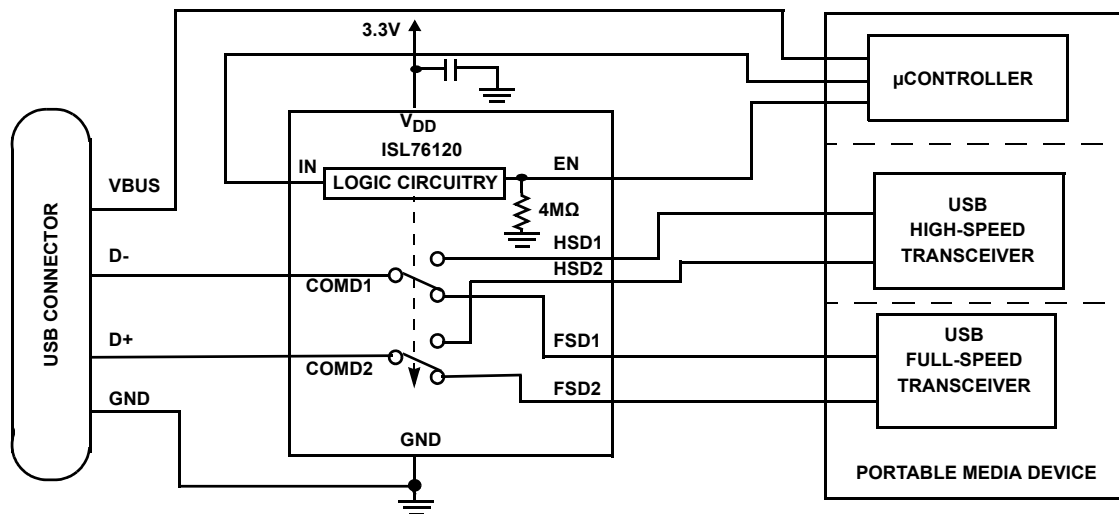 3.3V
µCONTROLLER
VDD
ISL76120
IN
LOGIC CIRCUITRY
EN
4MΩ
VBUS
USB CONNECTOR
D-
D+
GND
COMD1
COMD2
HSD1
HSD2
FSD1
FSD2
GND
USB
HIGH-SPEED
TRANSCEIVER
USB
FULL-SPEED
TRANSCEIVER
PORTABLE MEDIA DEVICE